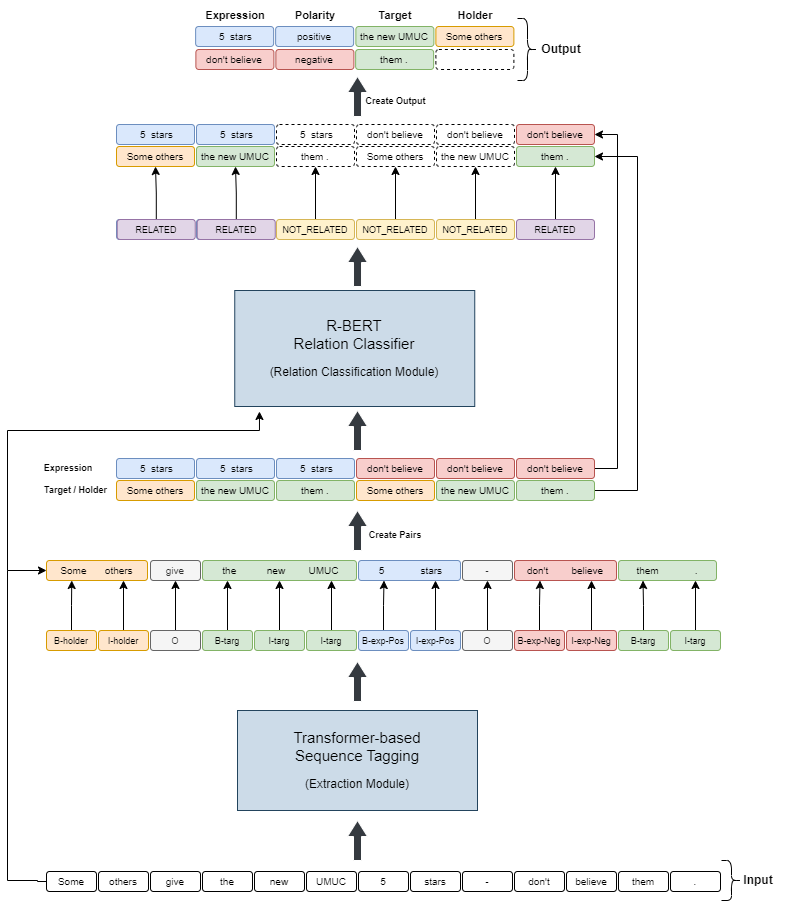 Expression Polarity Target Holder
5 stars positive the new UMUC Some others
don't believe negative them .
Output
Create Output
5 stars 5 stars 5 stars don't believe don't believe don't believe
Some others the new UMUC them . Some others the new UMUC them .
RELATED RELATED NOT_RELATED NOT_RELATED NOT_RELATED RELATED
R-BERT
Relation Classifier
(Relation Classification Module)
Expression 5 stars 5 stars 5 stars don't believe don't believe don't believe
Target / Holder Some others the new UMUC them . Some others the new UMUC them .
Create Pairs
Some others give the new UMUC 5 stars - don't believe them .
B-holder I-holder O B-targ I-targ I-targ B-exp-Pos I-exp-Pos O B-exp-Neg I-exp-Neg B-targ I-targ
Transformer-based
Sequence Tagging
(Extraction Module)
Some others give the new UMUC 5 stars - don't believe them .
Input